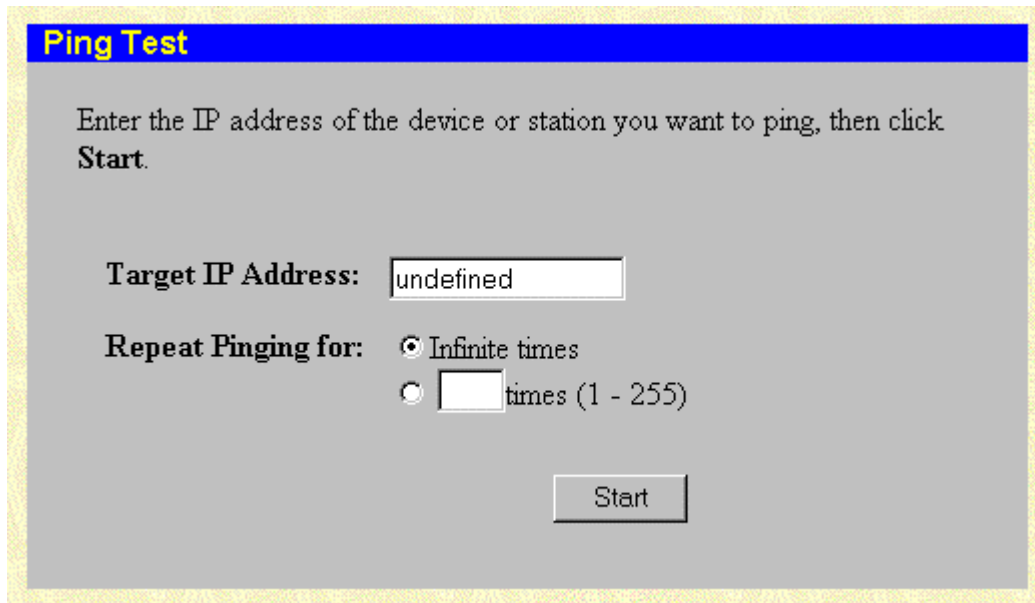 Ping Test
Enter the IP address of the device or station you want to ping, then click
Start.
Target IP Address: undefined
Repeat Pinging for: Infinite times
times (1 - 255)
Start